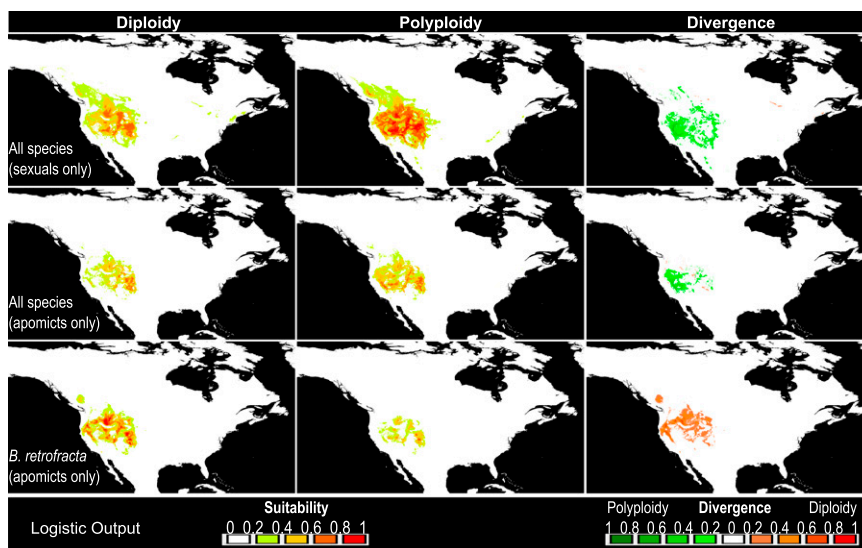 Diploidy Polyploidy Divergence
All species
(sexuals only)
All species
(apomicts only)
B. retrofracta
(apomicts only)
Logistic Output
Suitability
0 0.2 0.4 0.6 0.8 1
Polyploidy Divergence Diploidy
1 0.8 0.6 0.4 0.2 0 0.2 0.4 0.6 0.8 1